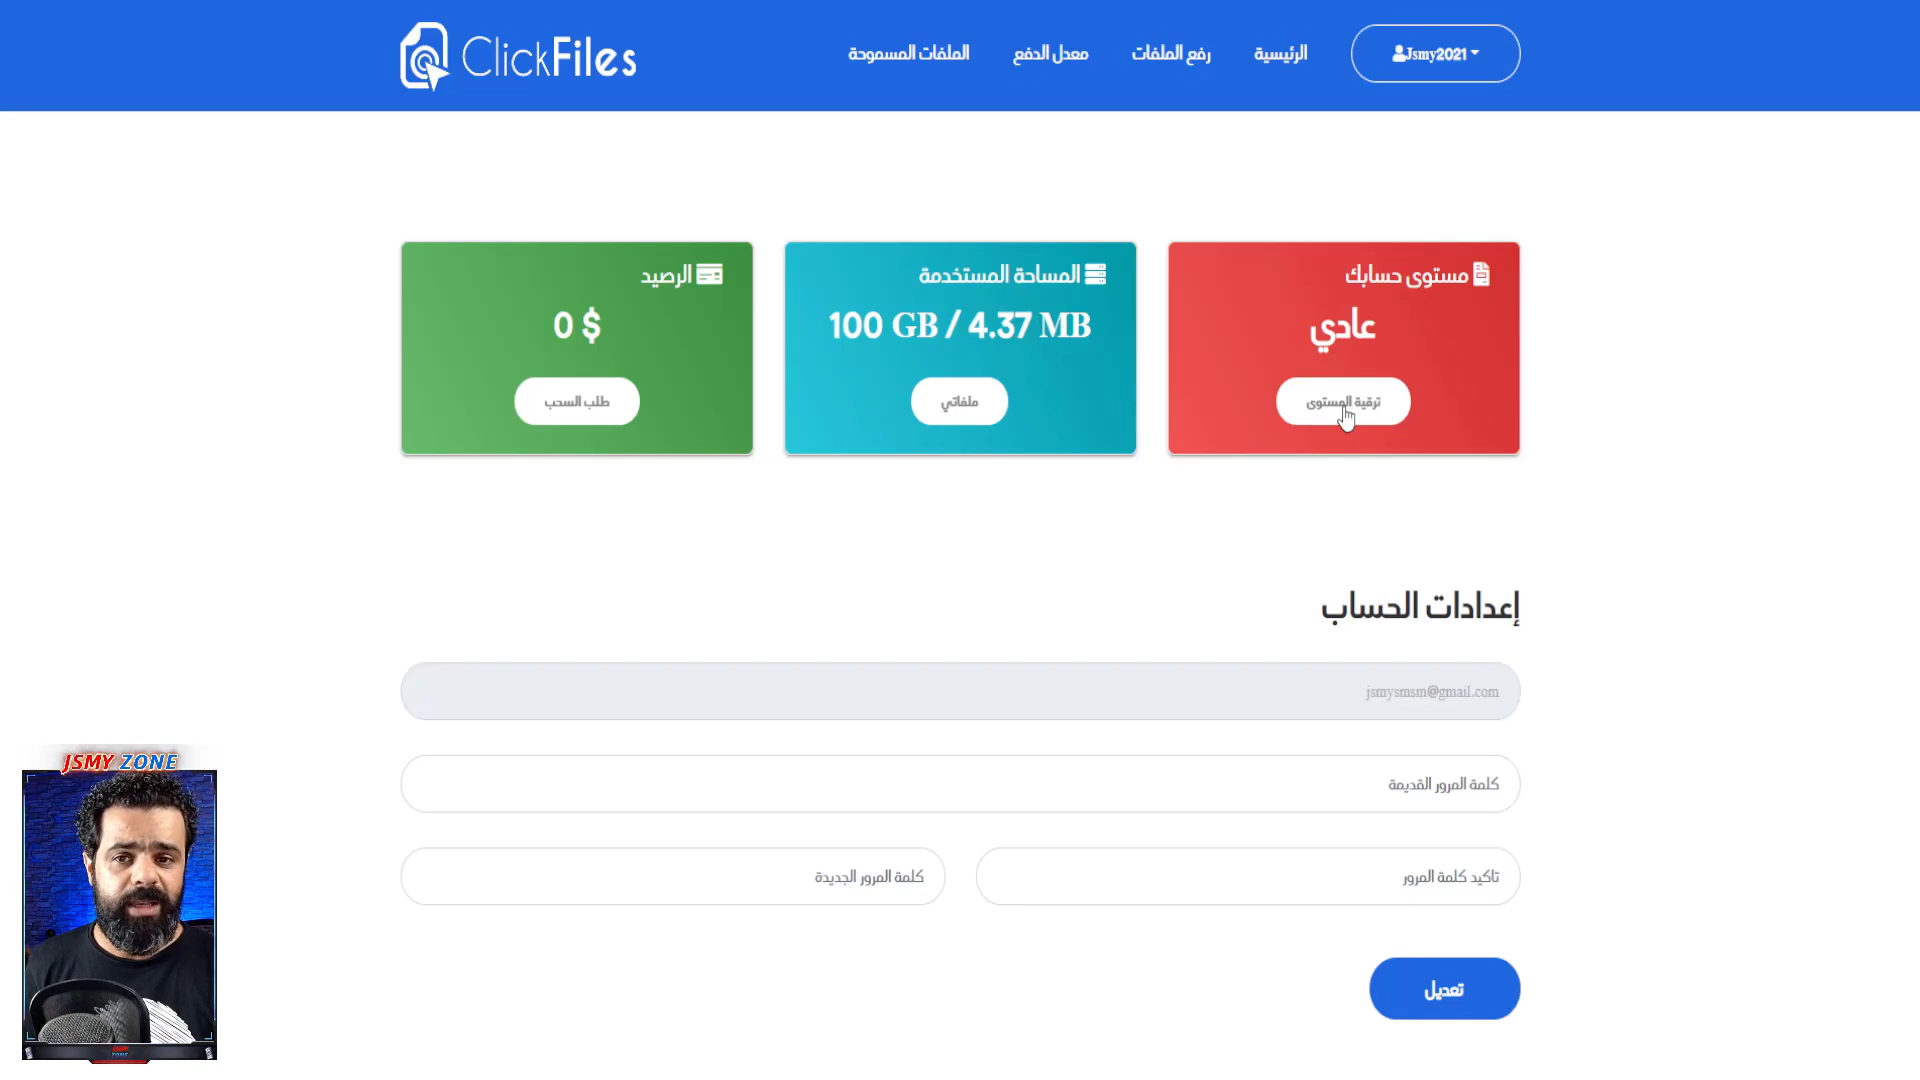 ClickFiles
Jsmy2021
الرئيسية
رفع الملفات
معدل الدفع
الملفات المسموحة
مستوى حسابك
عادي
ترقية المستوى
المساحة المستخدمة
100 GB / 4.37 MB
ملفاتي
الرصيد
0 $
طلب السحب
إعدادات الحساب
jsmysmsm@gmail.com
كلمة المرور القديمة
تاكيد كلمة المرور
كلمة المرور الجديدة
تعديل
JSMY ZONE
JSMY
ZONE